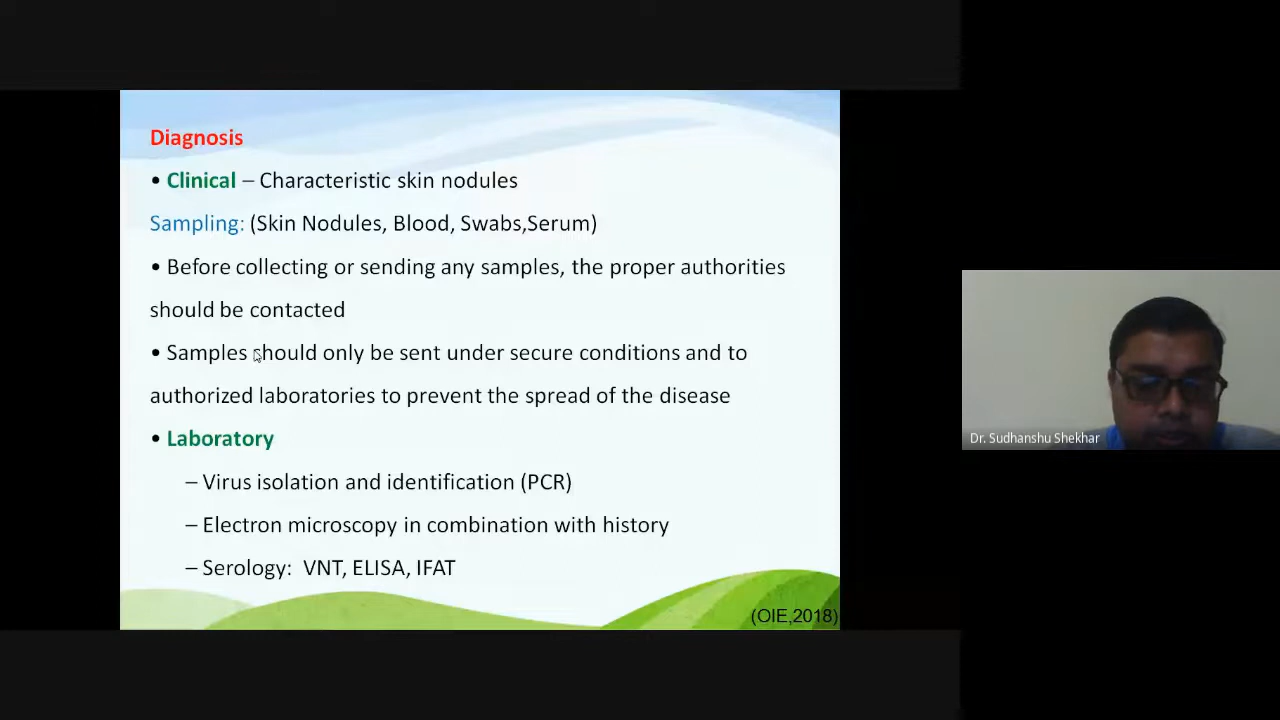 Diagnosis
• Clinical – Characteristic skin nodules
Sampling: (Skin Nodules, Blood, Swabs,Serum)
• Before collecting or sending any samples, the proper authorities
should be contacted
• Samples should only be sent under secure conditions and to
authorized laboratories to prevent the spread of the disease
• Laboratory
– Virus isolation and identification (PCR)
– Electron microscopy in combination with history
– Serology: VNT, ELISA, IFAT
(OIE,2018)
Dr. Sudhanshu Shekhar